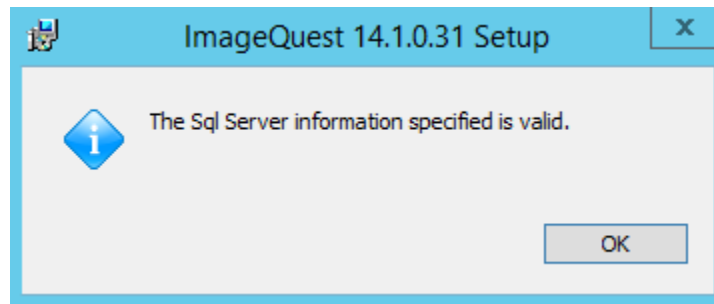 ImageQuest 14.1.0.31 Setup
x
The Sql Server information specified is valid.
OK